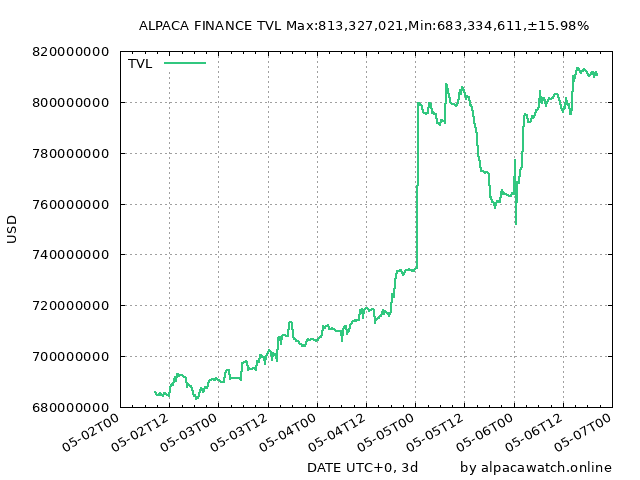 ALPACA FINANCE TVL Max:813,327,021,Min:683,334,611,±15.98%
TVL
820000000
800000000
780000000
760000000
740000000
720000000
700000000
680000000
USD
05-02T00
05-02T12
05-03T00
05-03T12
05-04T00
05-04T12
05-05T00
05-05T12
05-06T00
05-06T12
05-07T00
DATE UTC+0, 3d
by alpacawatch.online